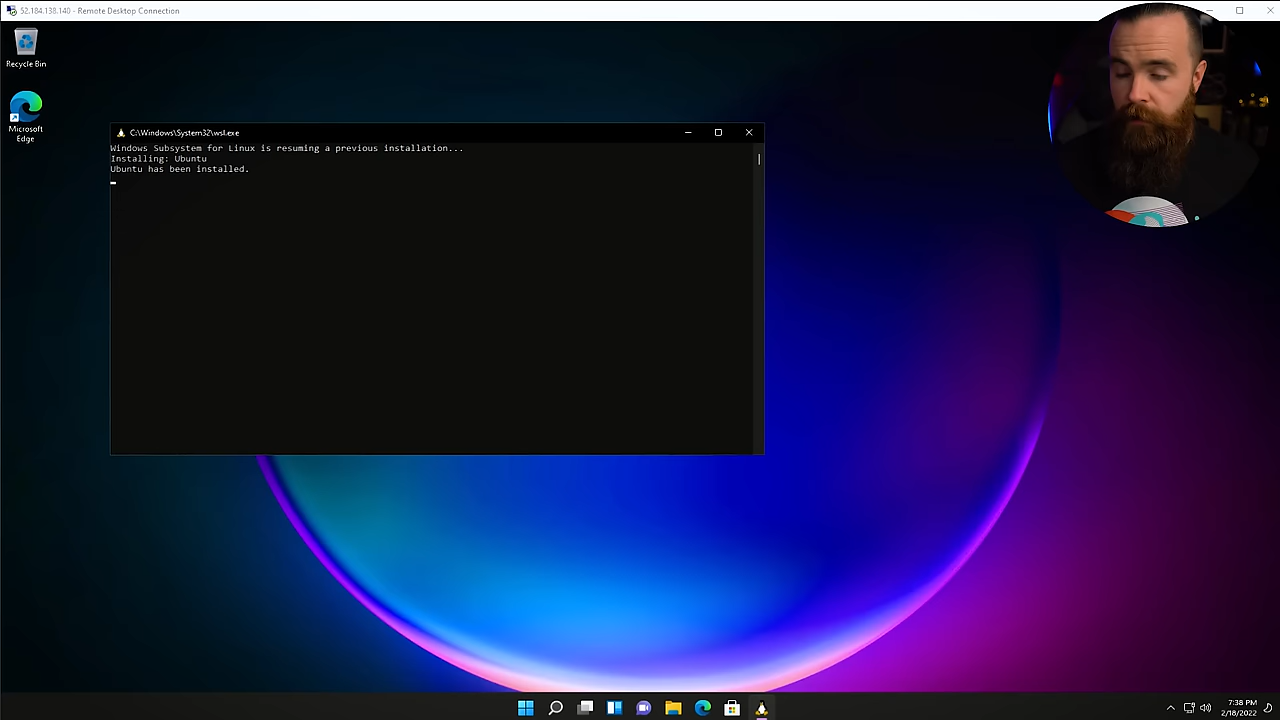 52.184.138.140 - Remote Desktop Connection
Recycle Bin
Microsoft
Edge
C:\Windows\System32\wsl.exe
Windows Subsystem for Linux is resuming a previous installation...
Installing: Ubuntu
Ubuntu has been installed.
7:38 PM
2/18/2022